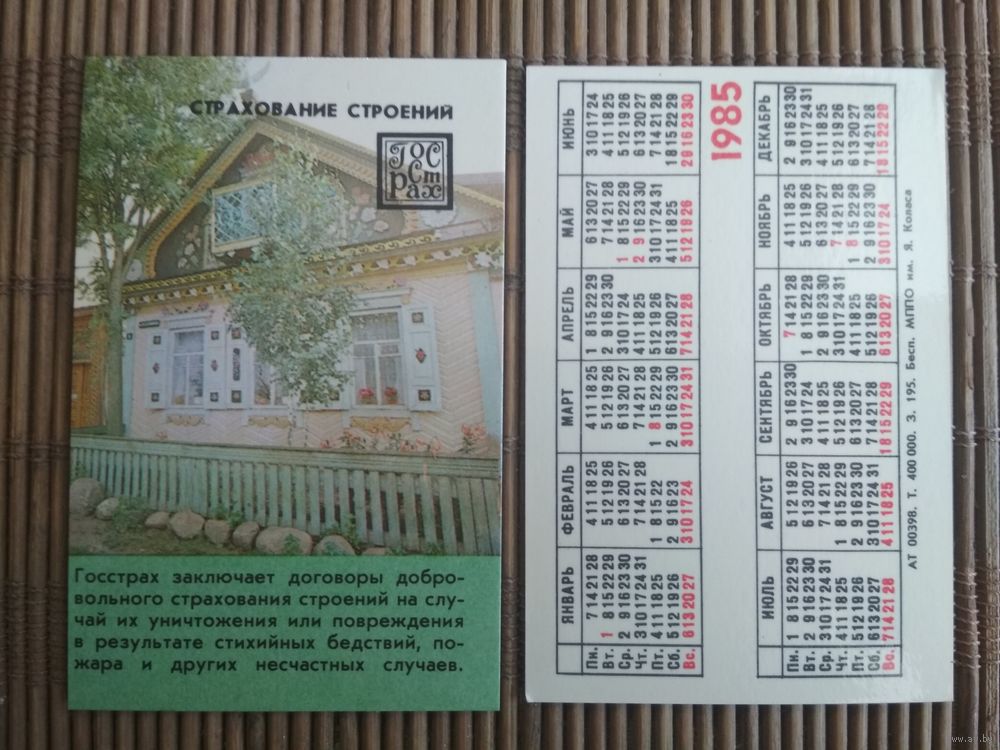 СТРАХОВАНИЕ СТРОЕНИЙ
Гос
Ст
рах
Госстрах заключает договоры добро-
вольного страхования строений на слу-
чай их уничтожения или повреждения
в результате стихийных бедствий, по-
жара и других несчастных случаев.
ЯНВАРЬ ФЕВРАЛЬ МАРТ АПРЕЛЬ МАЙ ИЮНЬ
Пн. 7 14 21 28 4 11 18 25 4 11 18 25 1 8 15 22 29 6 13 20 27 3 10 17 24
Вт. 1 8 15 22 29 5 12 19 26 5 12 19 26 2 9 16 23 30 7 14 21 28 4 11 18 25
Ср. 2 9 16 23 30 6 13 20 27 6 13 20 27 3 10 17 24 1 8 15 22 29 5 12 19 26
Чт. 3 10 17 24 31 7 14 21 28 7 14 21 28 4 11 18 25 2 9 16 23 30 6 13 20 27
Пт. 4 11 18 25 1 8 15 22 1 8 15 22 29 5 12 19 26 3 10 17 24 31 7 14 21 28
Сб. 5 12 19 26 2 9 16 23 2 9 16 23 30 6 13 20 27 4 11 18 25 1 8 15 22 29
Вс. 6 13 20 27 3 10 17 24 3 10 17 24 31 7 14 21 28 5 12 19 26 2 9 16 23 30
1985
ИЮЛЬ АВГУСТ СЕНТЯБРЬ ОКТЯБРЬ НОЯБРЬ ДЕКАБРЬ
Пн. 1 8 15 22 29 5 12 19 26 2 9 16 23 30 7 14 21 28 4 11 18 25 2 9 16 23 30
Вт. 2 9 16 23 30 6 13 20 27 3 10 17 24 1 8 15 22 29 5 12 19 26 3 10 17 24 31
Ср. 3 10 17 24 31 7 14 21 28 4 11 18 25 2 9 16 23 30 6 13 20 27 4 11 18 25
Чт. 4 11 18 25 1 8 15 22 29 5 12 19 26 3 10 17 24 31 7 14 21 28 5 12 19 26
Пт. 5 12 19 26 2 9 16 23 30 6 13 20 27 4 11 18 25 1 8 15 22 29 6 13 20 27
Сб. 6 13 20 27 3 10 17 24 31 7 14 21 28 5 12 19 26 2 9 16 23 30 7 14 21 28
Вс. 7 14 21 28 4 11 18 25 1 8 15 22 29 6 13 20 27 3 10 17 24 1 8 15 22 29
АТ 00398. Т. 400 000. З. 195. Бесп. МППО им. Я. Коласа
www.ay.by